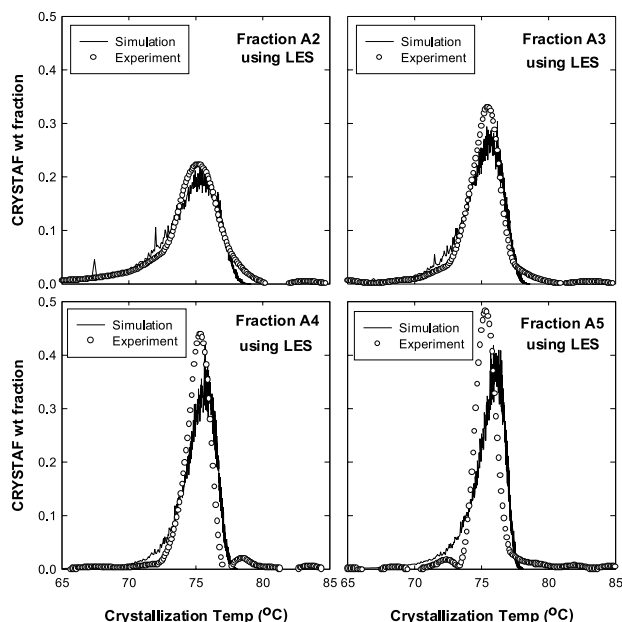 0.5
Simulation
Experiment
Fraction A2
using LES
Simulation
Experiment
Fraction A3
using LES
0.4
0.3
0.2
0.1
0.0
CRYSTAF wt fraction
Simulation
Experiment
Fraction A4
using LES
Simulation
Experiment
Fraction A5
using LES
0.4
0.3
0.2
0.1
0.0
CRYSTAF wt fraction
65 70 75 80 85 65 70 75 80 85
Crystallization Temp (ºC) Crystallization Temp (ºC)